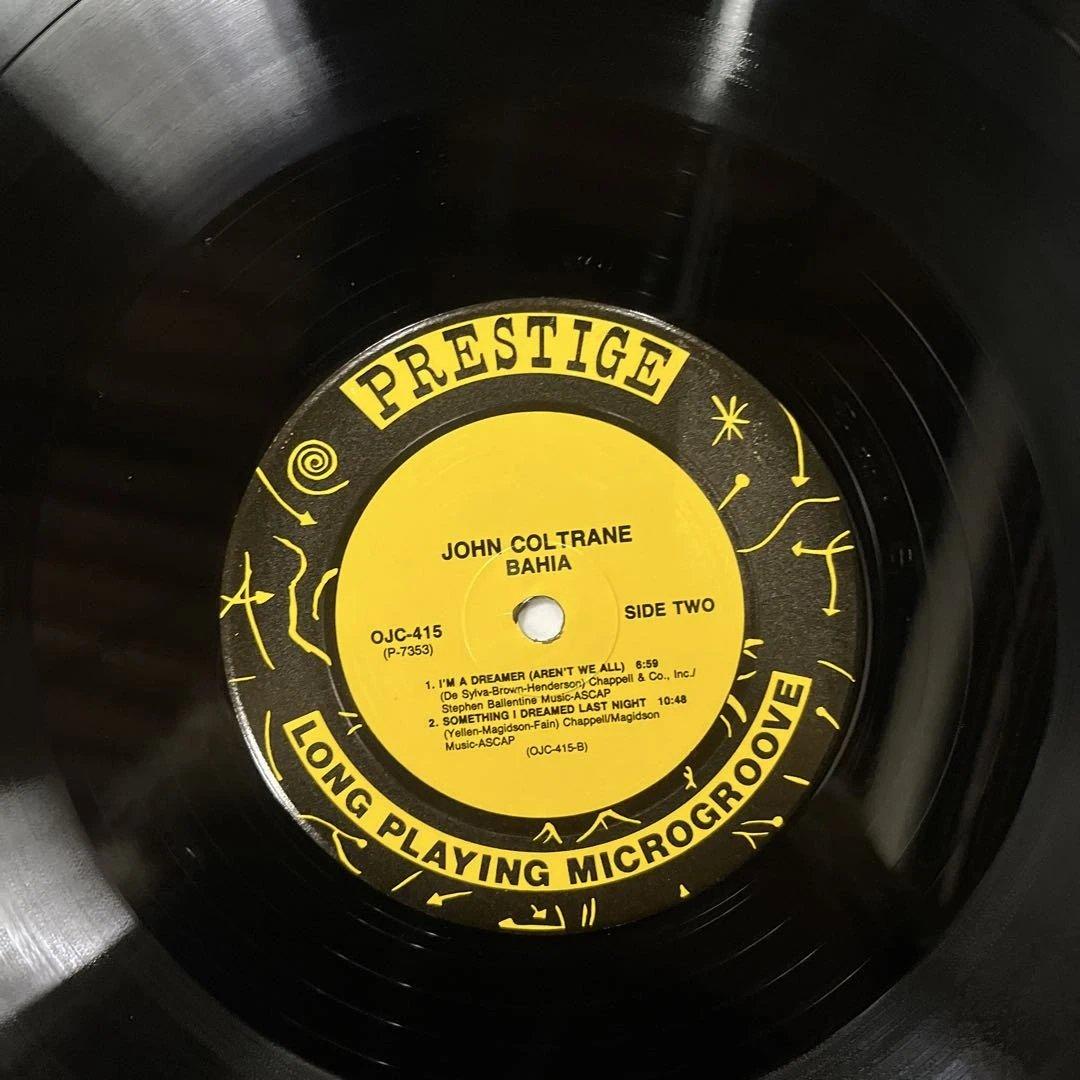 PRESTIGE
JOHN COLTRANE
BAHIA
OJC-415
(P-7353)
SIDE TWO
1. I'M A DREAMER (AREN'T WE ALL) 6:59
(De Sylva-Brown-Henderson) Chappell & Co., Inc./
Stephen Ballentine Music-ASCAP
2. SOMETHING I DREAMED LAST NIGHT 10:48
(Yellen-Magidson-Fain) Chappell/Magidson
Music-ASCAP
(OJC-415-B)
LONG PLAYING MICROGROOVE